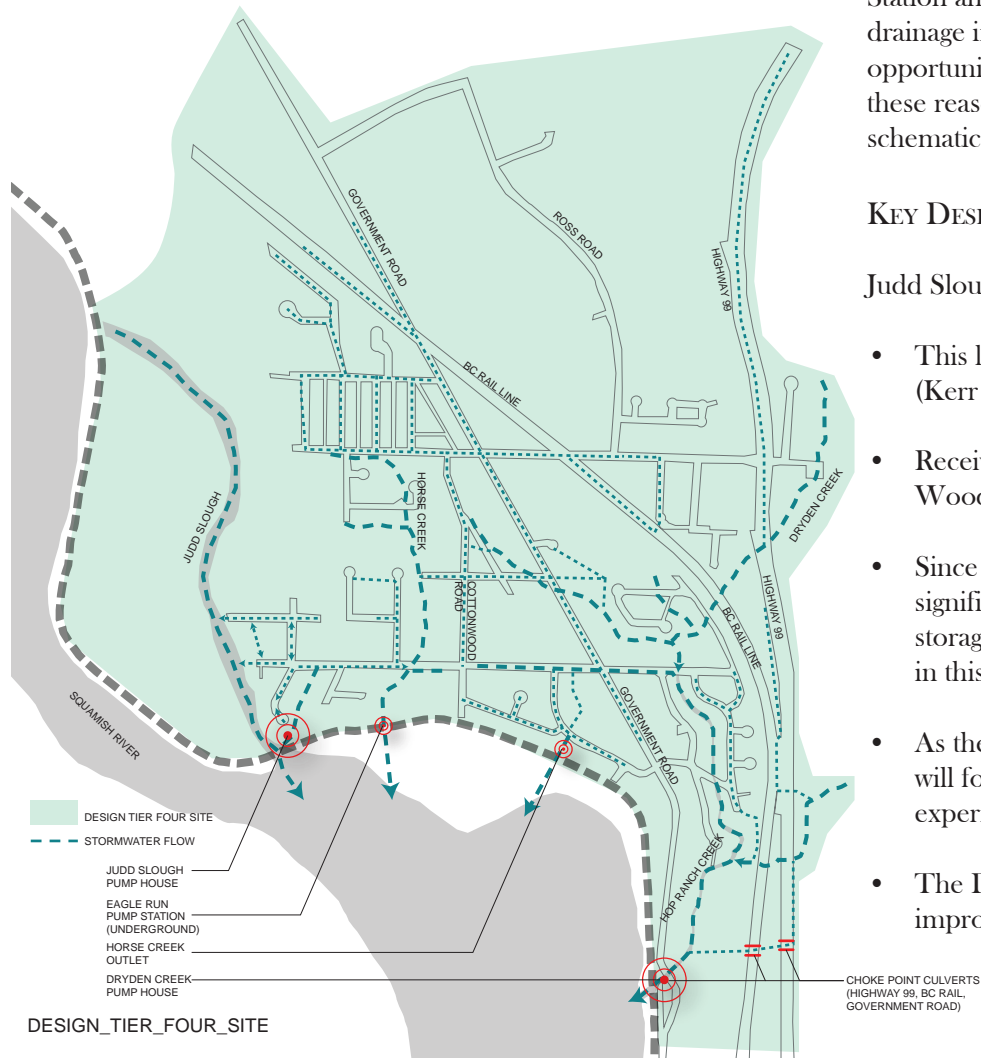 Station an
drainage i
opportuni
these reas
schematic
KEY DESI
Judd Slou
• This l
(Kerr
• Recei
Wood
• Since
signifi
storag
in this
• As the
will fo
exper
• The D
impro
GOVERNMENT ROAD
ROSS ROAD
HIGHWAY 99
BC RAIL LINE
JUDD SLOUGH
HORSE CREEK
DRYDEN CREEK
COTTONWOOD
ROAD
HIGHWAY 99
BC RAIL LINE
SQUAMISH RIVER
GOVERNMENT ROAD
HOP RANCH CREEK
DESIGN TIER FOUR SITE
STORMWATER FLOW
JUDD SLOUGH
PUMP HOUSE
EAGLE RUN
PUMP STATION
(UNDERGROUND)
HORSE CREEK
OUTLET
DRYDEN CREEK
PUMP HOUSE
CHOKE POINT CULVERTS
(HIGHWAY 99, BC RAIL,
GOVERNMENT ROAD)
DESIGN_TIER_FOUR_SITE